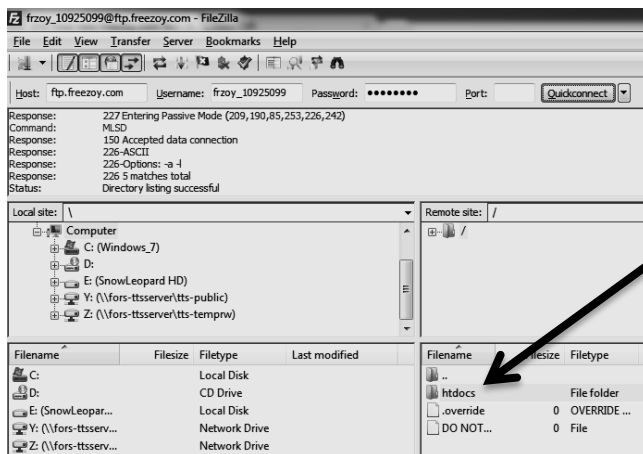 frzoy_10925099@ftp.freezoy.com - FileZilla
File Edit View Transfer Server Bookmarks Help
Host: ftp.freezoy.com Username: frzoy_10925099 Password: •••••••• Port: Quickconnect
Response: 227 Entering Passive Mode (209,190,85,253,226,242)
Command: MLSD
Response: 150 Accepted data connection
Response: 226-ASCII
Response: 226-Options: -a -l
Response: 226 5 matches total
Status: Directory listing successful
Local site: \
Computer
C: (Windows_7)
D:
E: (SnowLeopard HD)
Y: (\\fors-ttsserver\tts-public)
Z: (\\fors-ttsserver\tts-temprw)
Remote site: /
/
Filename Filesize Filetype Last modified
C: Local Disk
D: CD Drive
E: (SnowLeopar... Local Disk
Y: (\\fors-ttsserv... Network Drive
Z: (\\fors-ttsserv... Network Drive
Filename Filesize Filetype
..
htdocs File folder
.override 0 OVERRIDE ...
DO NOT... 0 File